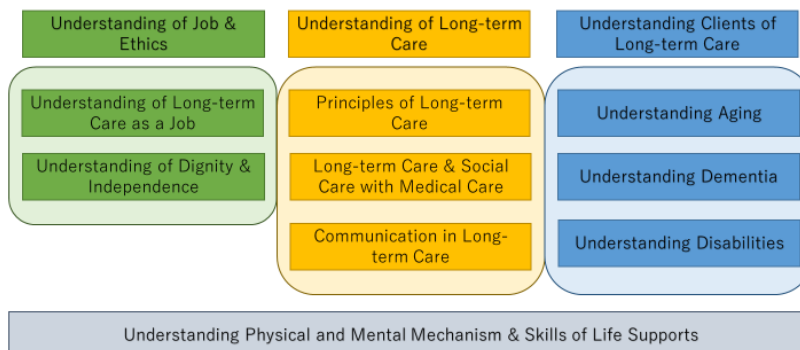 Understanding of Job &
Ethics
Understanding of Long-term
Care
Understanding Clients of
Long-term Care
Understanding of Long-term
Care as a Job
Understanding of Dignity &
Independence
Principles of Long-term
Care
Long-term Care & Social
Care with Medical Care
Communication in Long-
term Care
Understanding Aging
Understanding Dementia
Understanding Disabilities
Understanding Physical and Mental Mechanism & Skills of Life Supports